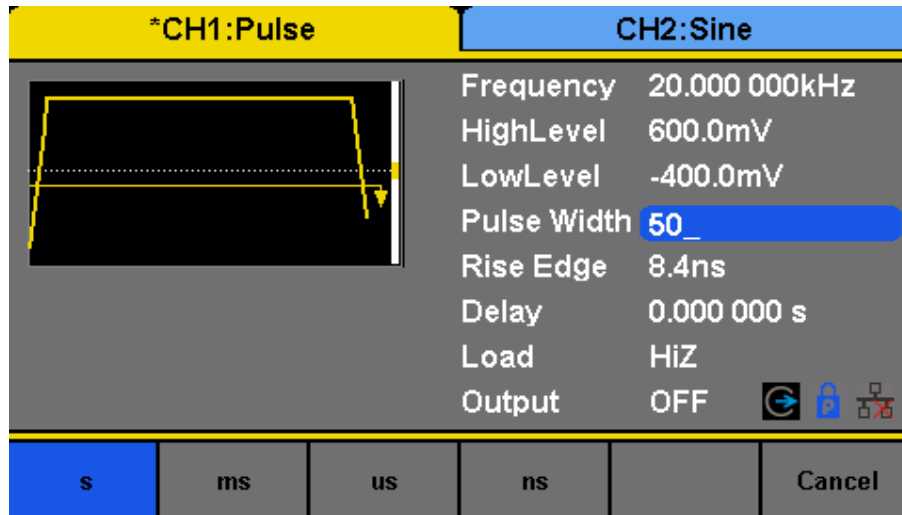 *CH1:Pulse CH2:Sine
Frequency 20.000 000kHz
HighLevel 600.0mV
LowLevel -400.0mV
Pulse Width 50_
Rise Edge 8.4ns
Delay 0.000 000 s
Load HiZ
Output OFF
P
s ms us ns Cancel